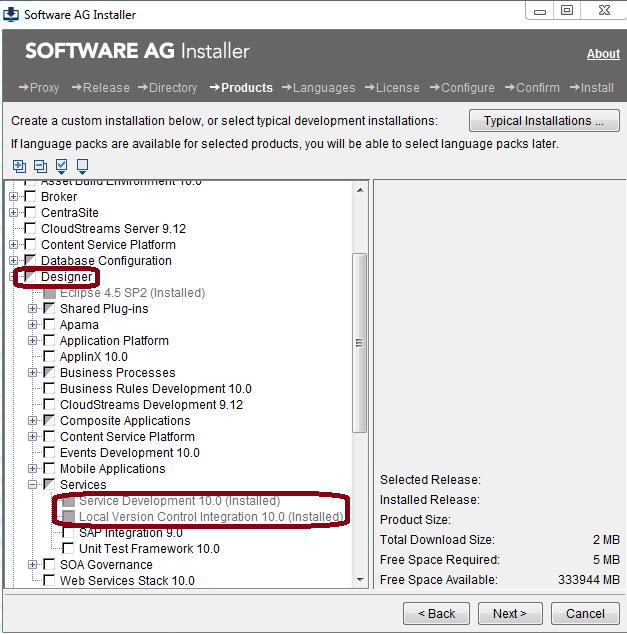 Software AG Installer
SOFTWARE AG Installer
About
Proxy Release Directory Products Languages License Configure Confirm Install
Create a custom installation below, or select typical development installations:
Typical Installations ...
If language packs are available for selected products, you will be able to select language packs later.
Asset Build Environment 10.0
Broker
CentraSite
CloudStreams Server 9.12
Content Service Platform
Database Configuration
Designer
Eclipse 4.5 SP2 (Installed)
Shared Plug-ins
Apama
Application Platform
ApplinX 10.0
Business Processes
Business Rules Development 10.0
CloudStreams Development 9.12
Composite Applications
Content Service Platform
Events Development 10.0
Mobile Applications
Services
Service Development 10.0 (Installed)
Local Version Control Integration 10.0 (Installed)
SAP Integration 9.0
Unit Test Framework 10.0
SOA Governance
Web Services Stack 10.0
Selected Release:
Installed Release:
Product Size:
Total Download Size: 2 MB
Free Space Required: 5 MB
Free Space Available: 333944 MB
< Back
Next >
Cancel